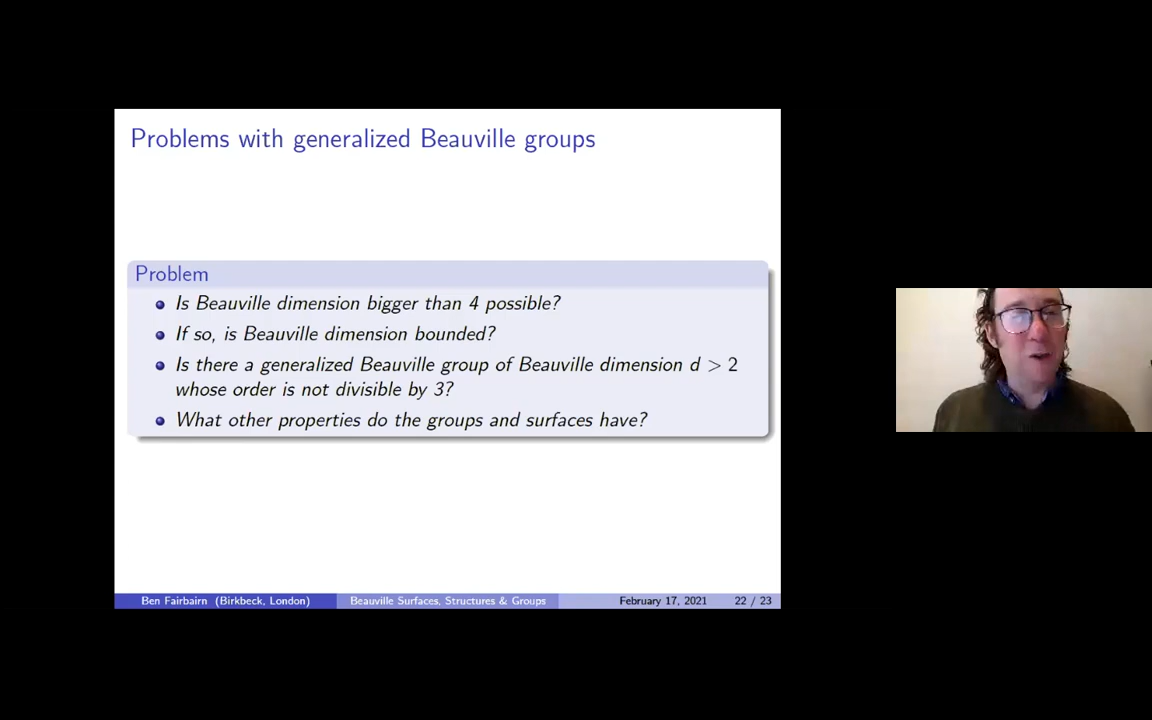 Problems with generalized Beauville groups
Problem
Is Beauville dimension bigger than 4 possible?
If so, is Beauville dimension bounded?
Is there a generalized Beauville group of Beauville dimension d > 2
whose order is not divisible by 3?
What other properties do the groups and surfaces have?
Ben Fairbairn (Birkbeck, London) Beauville Surfaces, Structures & Groups February 17, 2021 22 / 23